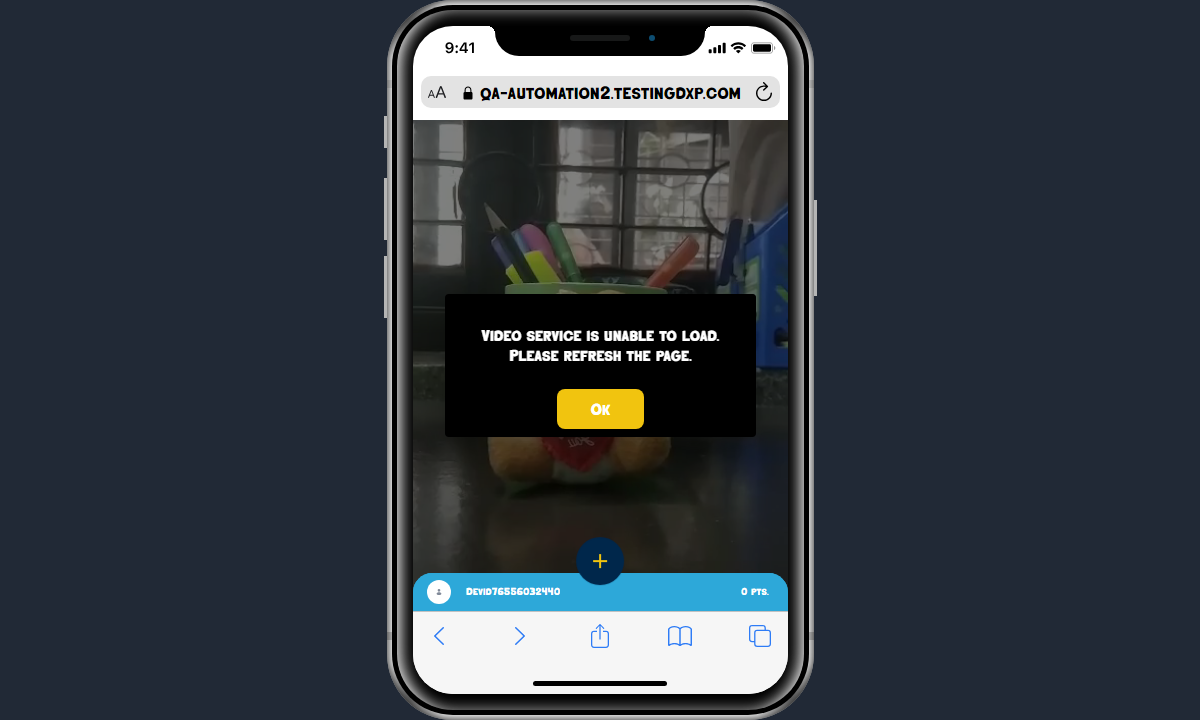 9:41
AA QA-AUTOMATION2.TESTINGDXP.COM
VIDEO SERVICE IS UNABLE TO LOAD.
PLEASE REFRESH THE PAGE.
OK
+
DEVID76556032440 0 PTS.